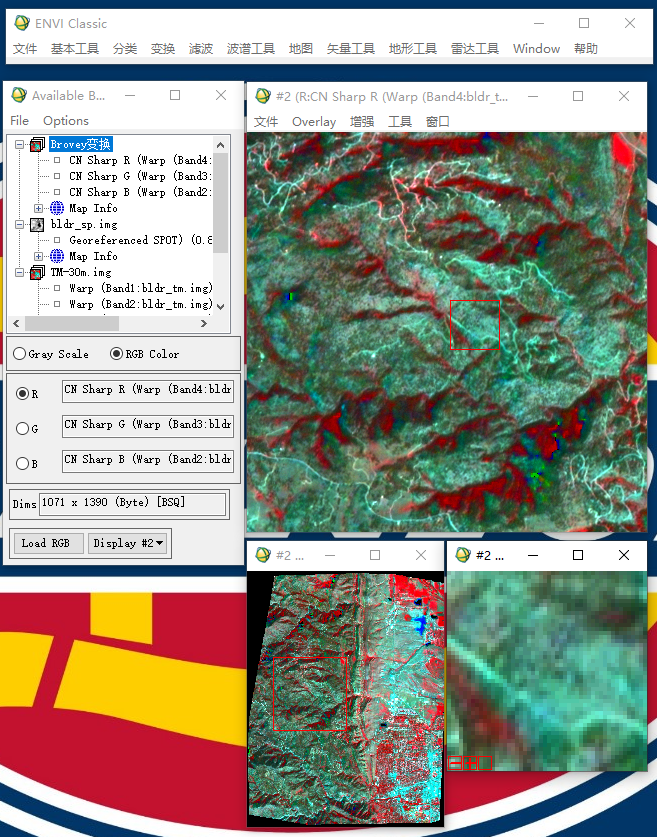 ENVI Classic
文件 基本工具 分类 变换 滤波 波谱工具 地图 矢量工具 地形工具 雷达工具 Window 帮助
Available B...
File Options
Brovey变换
CN Sharp R (Warp (Band4:
CN Sharp G (Warp (Band3:
CN Sharp B (Warp (Band2:
Map Info
bldr_sp.img
Georeferenced SPOT) (0.8
Map Info
TM-30m.img
Warp (Band1:bldr_tm.img)
Warp (Band2:bldr_tm.img)
Gray Scale RGB Color
R CN Sharp R (Warp (Band4:bldr
G CN Sharp G (Warp (Band3:bldr
B CN Sharp B (Warp (Band2:bldr
Dims 1071 x 1390 (Byte) [BSQ]
Load RGB Display #2
#2 (R:CN Sharp R (Warp (Band4:bldr_t...
文件 Overlay 增强 工具 窗口
#2 ...
#2 ...